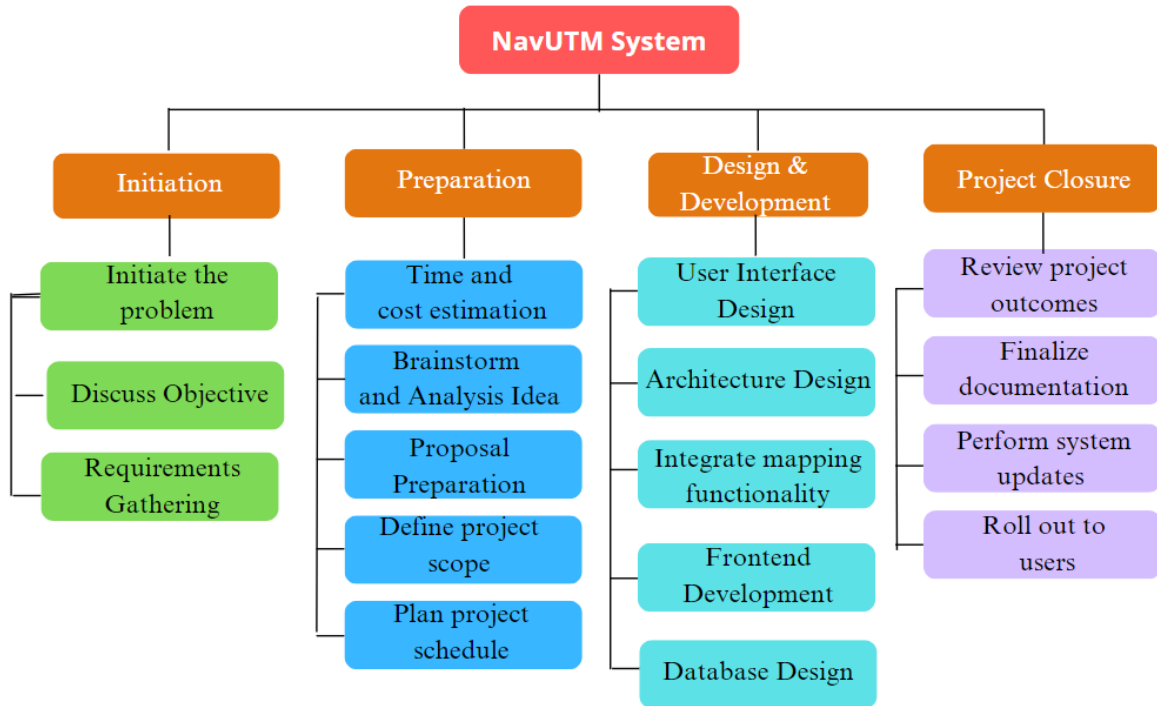 NavUTM System
Initiation
Initiate the
problem
Discuss Objective
Requirements
Gathering
Preparation
Time and
cost estimation
Brainstorm
and Analysis Idea
Proposal
Preparation
Define project
scope
Plan project
schedule
Design &
Development
User Interface
Design
Architecture Design
Integrate mapping
functionality
Frontend
Development
Database Design
Project Closure
Review project
outcomes
Finalize
documentation
Perform system
updates
Roll out to
users